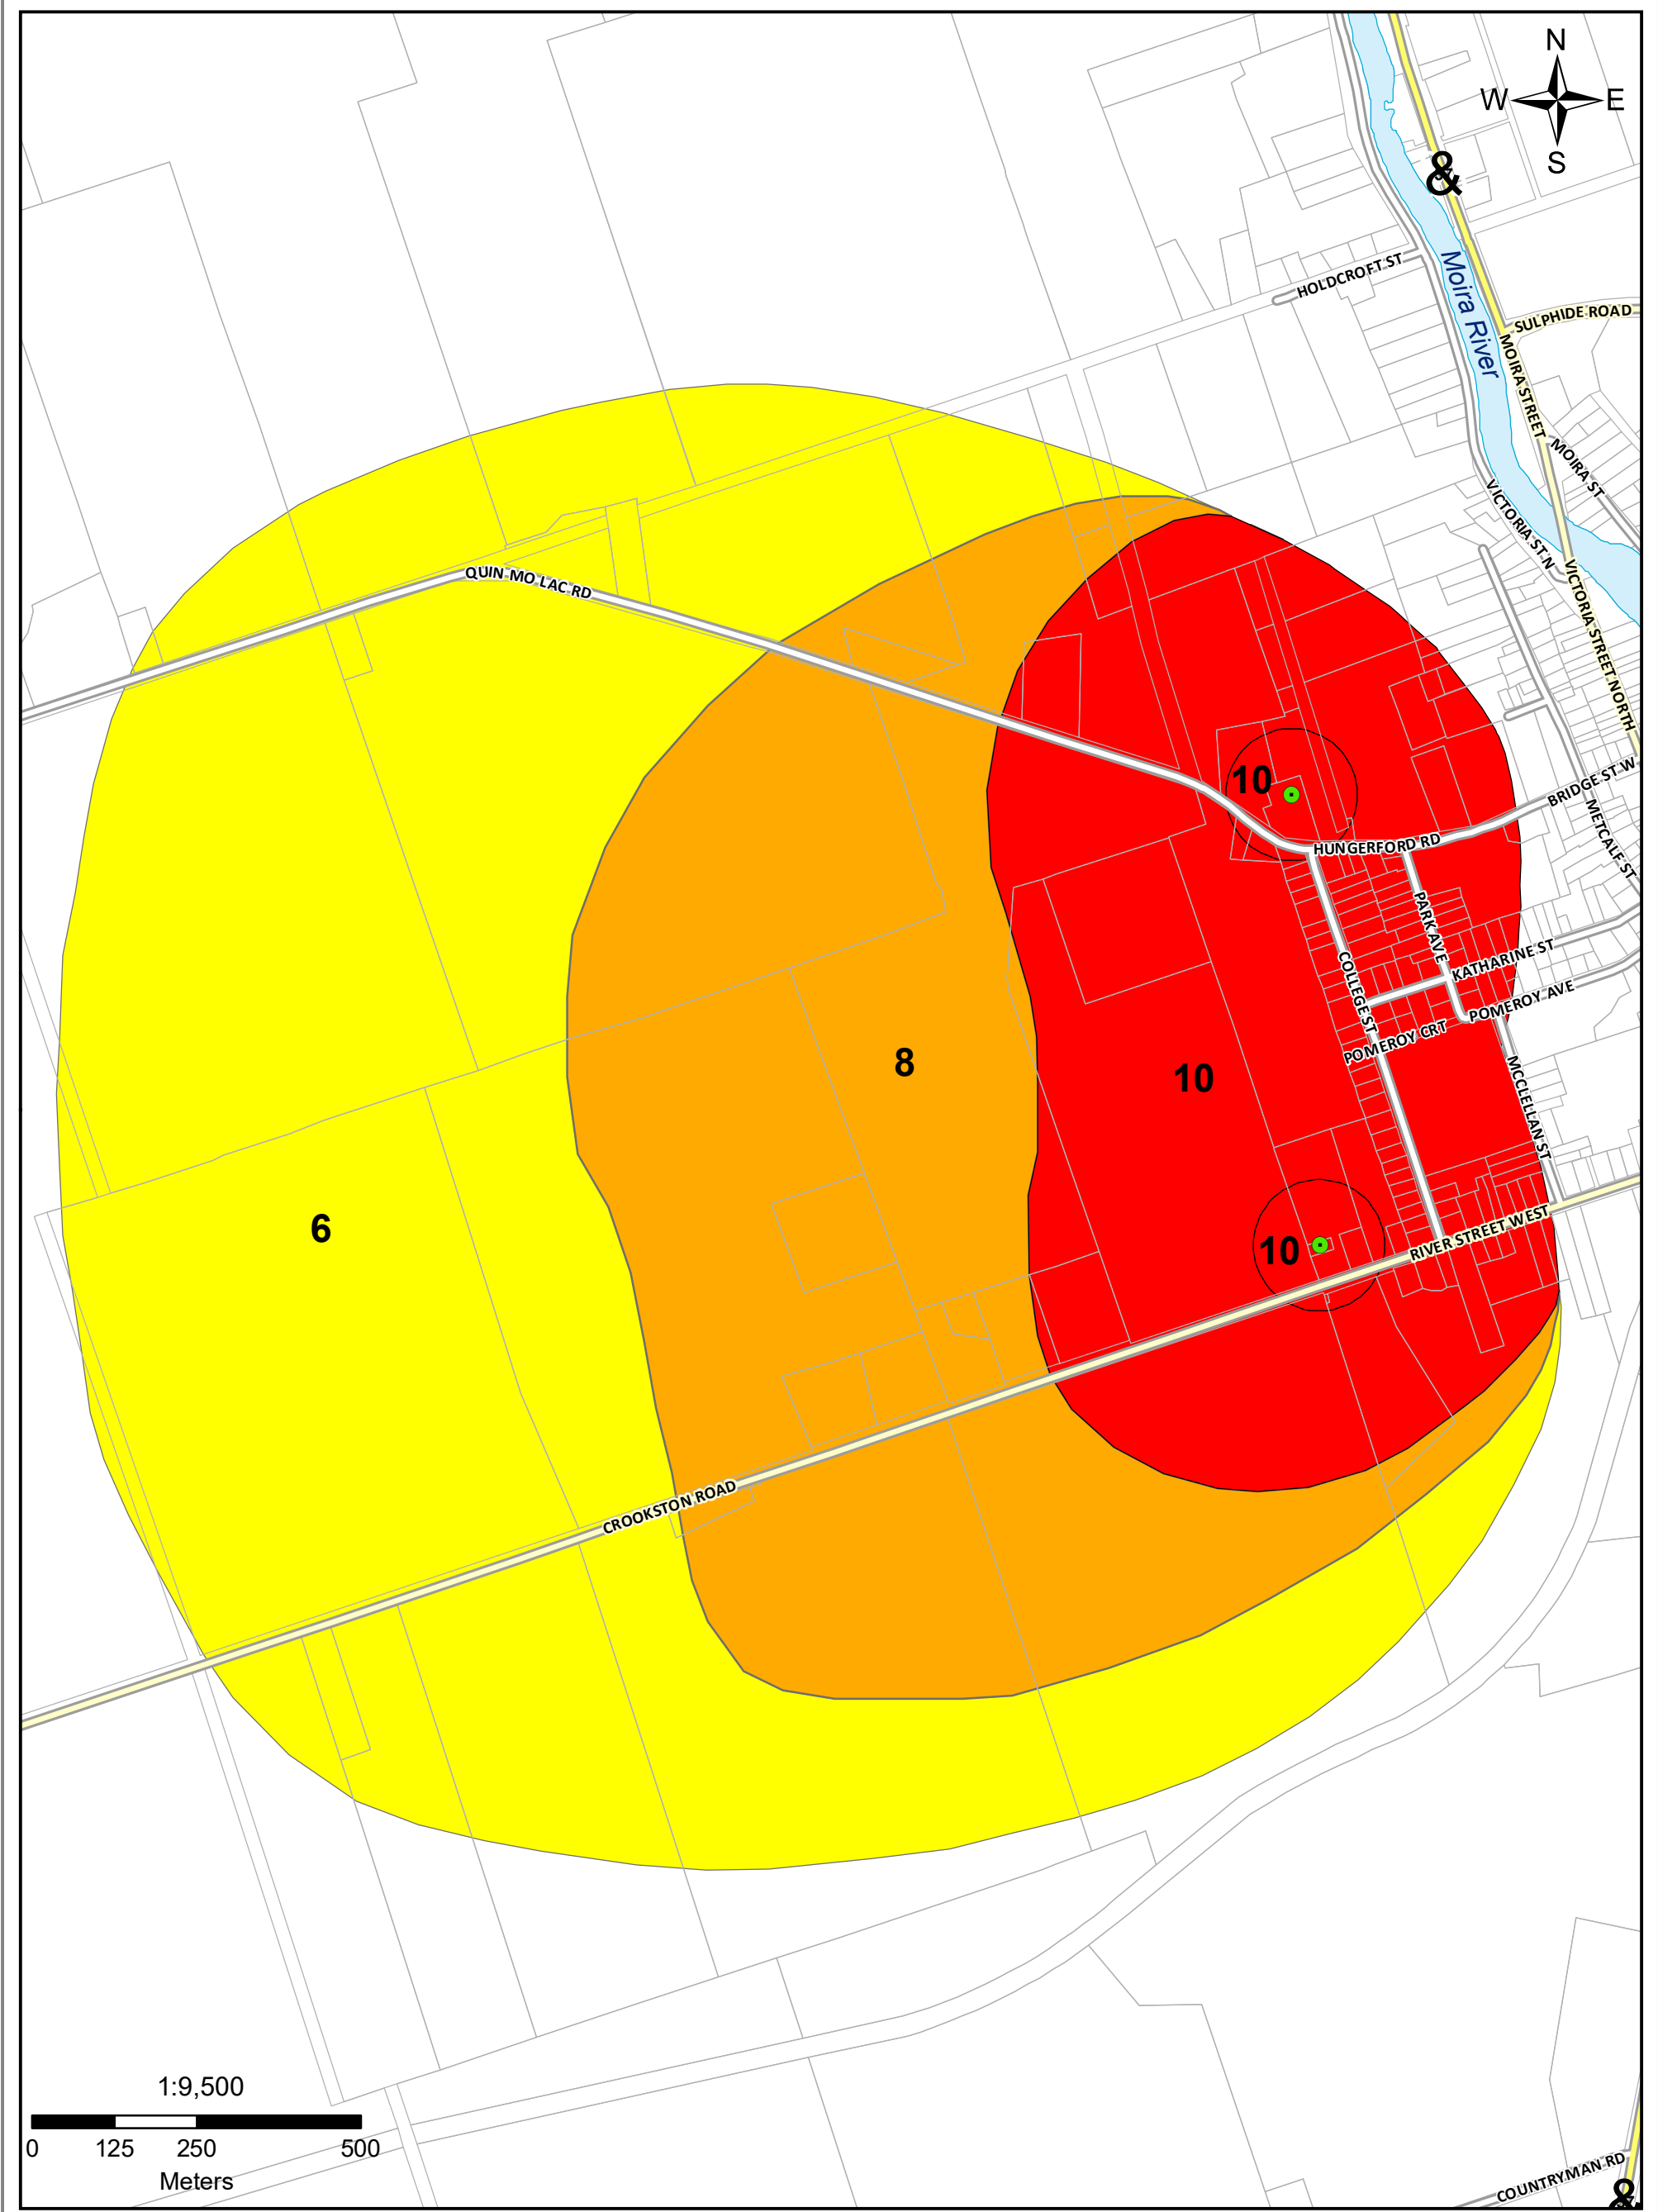 N
W E
S
&
HOLDCROFT ST
Moira River
SULPHIDE ROAD
MOIRA STREET
MOIRA ST
VICTORIA ST N
VICTORIA STREET NORTH
QUIN MO LAC RD
BRIDGE ST W
10
HUNGERFORD RD
METCALF ST
PARK AVE
KATHARINE ST
COLLEGE ST
POMEROY AVE
POMEROY CRT
8
10
MCCLELLAN ST
6
10
RIVER STREET WEST
CROOKSTON ROAD
1:9,500
0 125 250 500
Meters
COUNTRYMAN RD
&